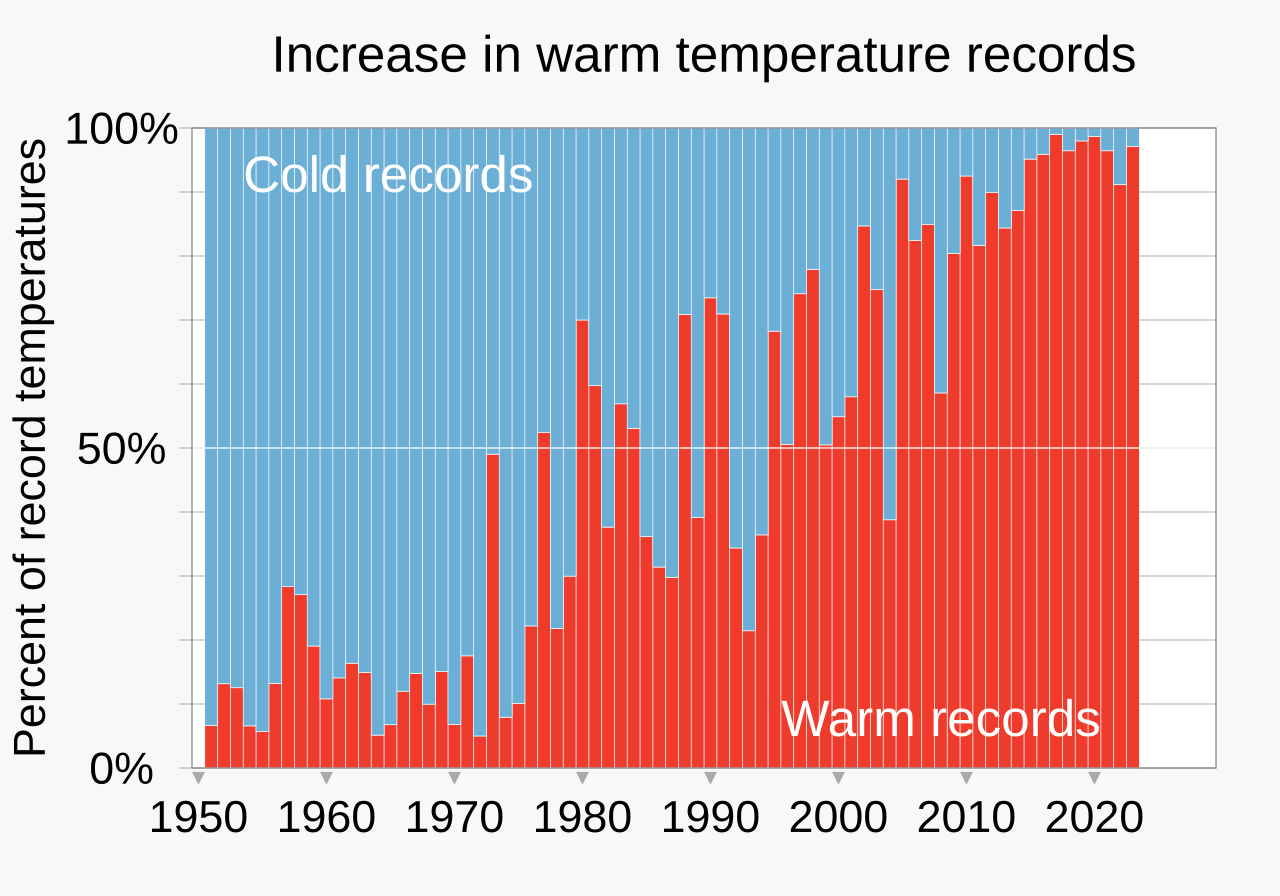 Increase in warm temperature records
Percent of record temperatures
100%
50%
0%
Cold records
Warm records
1950 1960 1970 1980 1990 2000 2010 2020